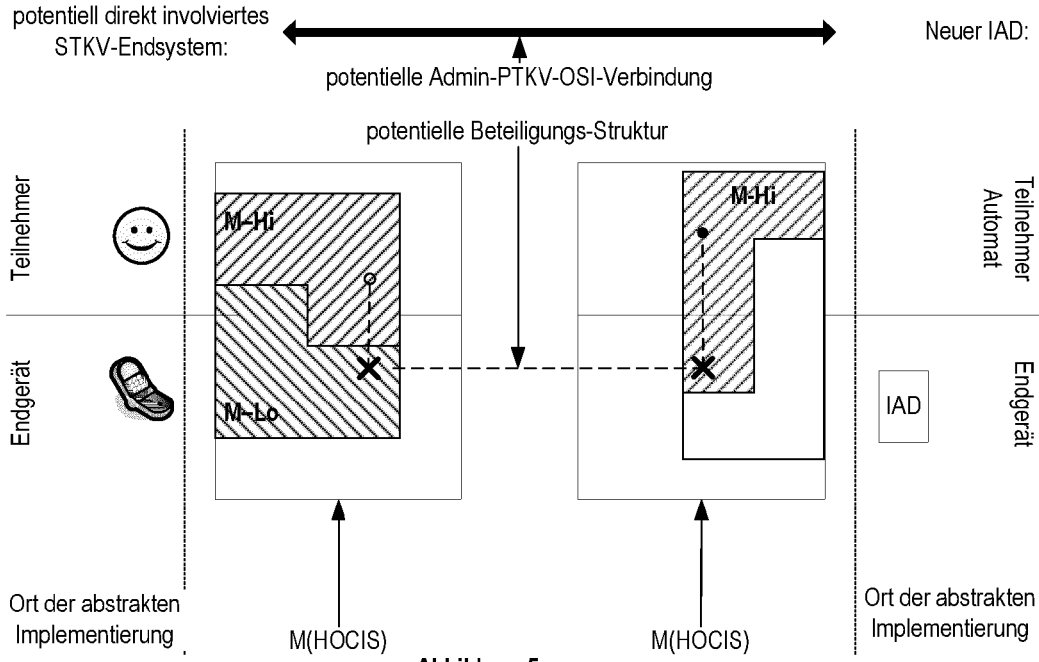 potentiell direkt involviertes
STKV-Endsystem:
Neuer IAD:
potentielle Admin-PTKV-OSI-Verbindung
potentielle Beteiligungs-Struktur
Teilnehmer
M–Hi
M-Hi
Teilnehmer
Automat
Endgerät
M–Lo
IAD
Endgerät
Ort der abstrakten
Implementierung
M(HOCIS)
M(HOCIS)
Ort der abstrakten
Implementierung